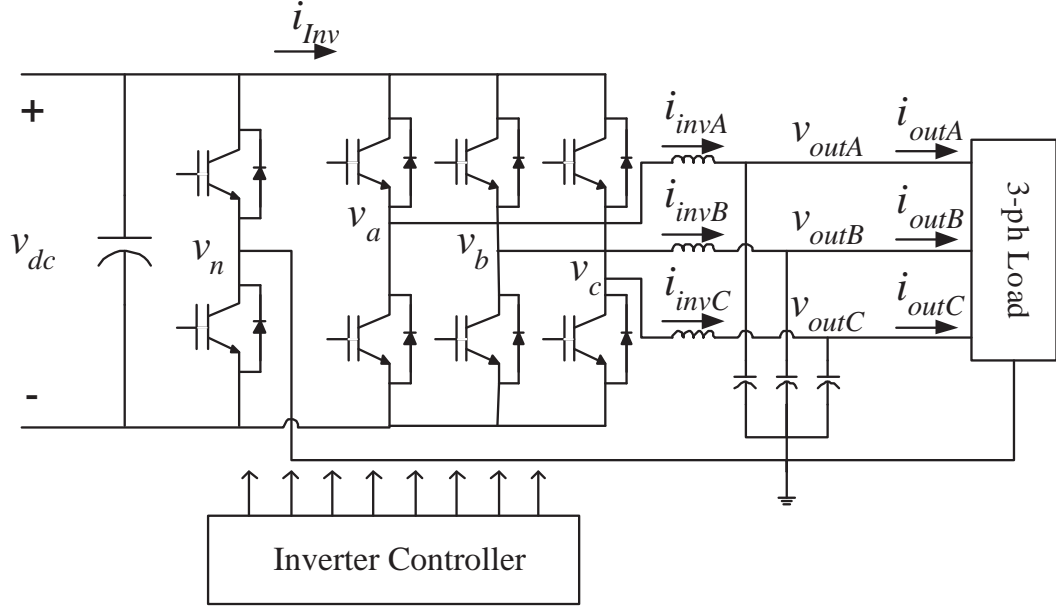 i_Inv
+
i_invA
v_outA
i_outA
v_a
i_invB
v_outB
i_outB
v_dc
v_n
v_b
v_c
i_invC
v_outC
i_outC
3-ph Load
-
Inverter Controller